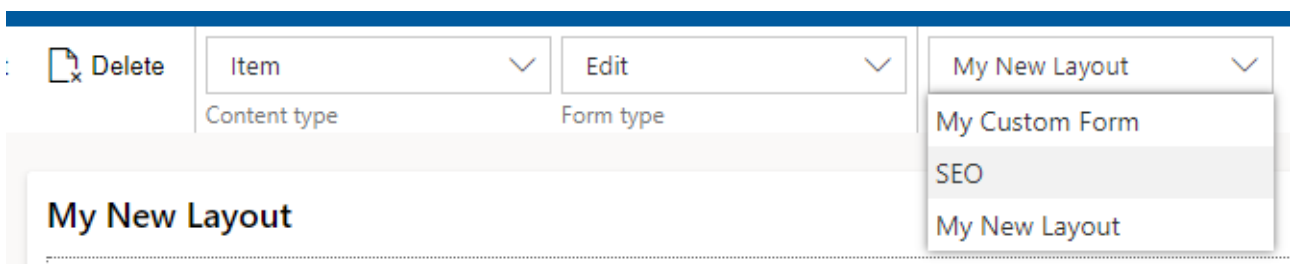 Delete
Item
Edit
My New Layout
Content type
Form type
My Custom Form
SEO
My New Layout
My New Layout